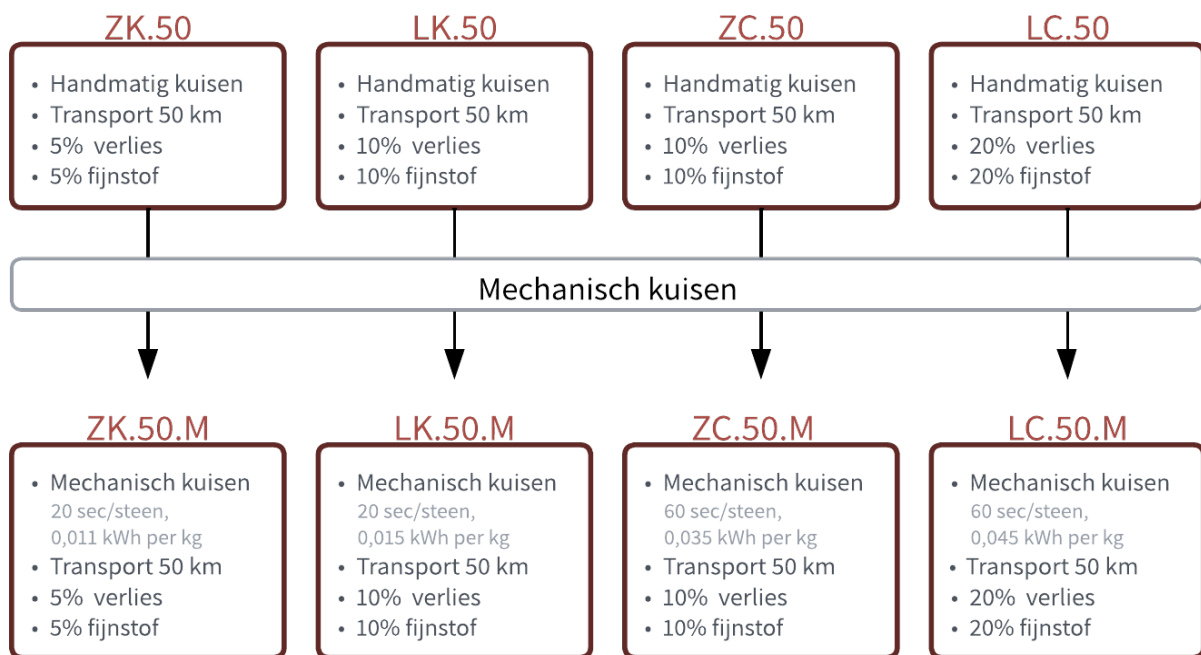 ZK.50
• Handmatig kuisen
• Transport 50 km
• 5% verlies
• 5% fijnstof
LK.50
• Handmatig kuisen
• Transport 50 km
• 10% verlies
• 10% fijnstof
ZC.50
• Handmatig kuisen
• Transport 50 km
• 10% verlies
• 10% fijnstof
LC.50
• Handmatig kuisen
• Transport 50 km
• 20% verlies
• 20% fijnstof
Mechanisch kuisen
ZK.50.M
• Mechanisch kuisen
20 sec/steen,
0,011 kWh per kg
• Transport 50 km
• 5% verlies
• 5% fijnstof
LK.50.M
• Mechanisch kuisen
20 sec/steen,
0,015 kWh per kg
• Transport 50 km
• 10% verlies
• 10% fijnstof
ZC.50.M
• Mechanisch kuisen
60 sec/steen,
0,035 kWh per kg
• Transport 50 km
• 10% verlies
• 10% fijnstof
LC.50.M
• Mechanisch kuisen
60 sec/steen,
0,045 kWh per kg
• Transport 50 km
• 20% verlies
• 20% fijnstof